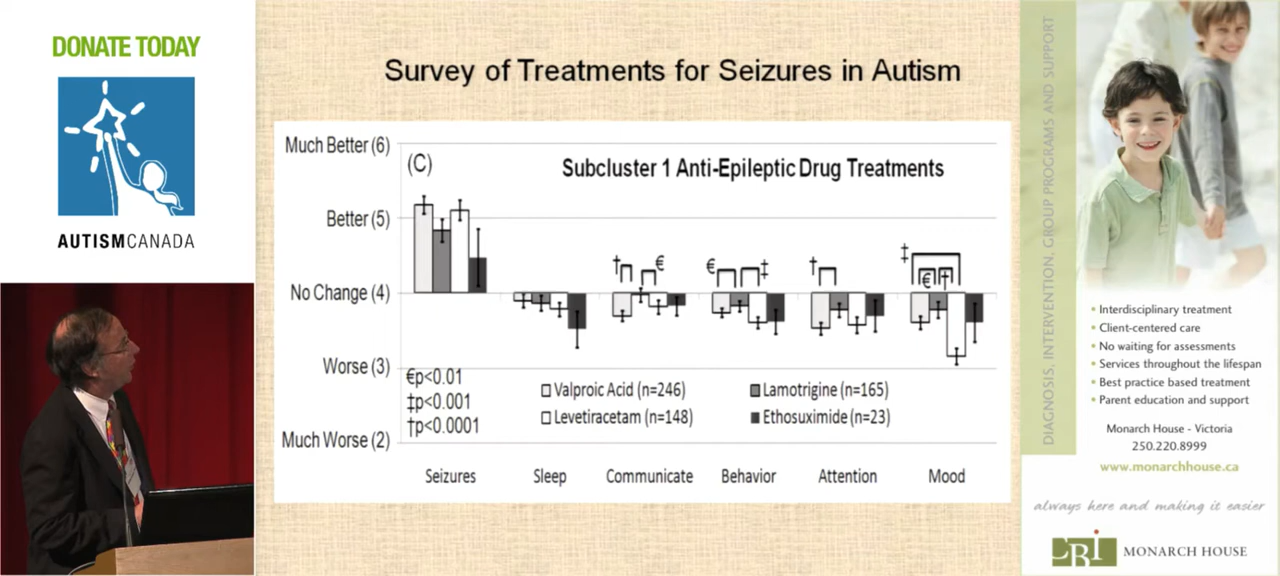 DONATE TODAY
AUTISMCANADA
Survey of Treatments for Seizures in Autism
(C)
Subcluster 1 Anti-Epileptic Drug Treatments
Much Better (6)
Better (5)
No Change (4)
Worse (3)
Much Worse (2)
† € € ‡ † ‡ € †
€p<0.01
‡p<0.001
†p<0.0001
Valproic Acid (n=246)
Lamotrigine (n=165)
Levetiracetam (n=148)
Ethosuximide (n=23)
Seizures Sleep Communicate Behavior Attention Mood
DIAGNOSIS, INTERVENTION, GROUP PROGRAMS AND SUPPORT
• Interdisciplinary treatment
• Client-centered care
• No waiting for assessments
• Services throughout the lifespan
• Best practice based treatment
• Parent education and support
Monarch House - Victoria
250.220.8999
www.monarchhouse.ca
always here and making it easier
CBI MONARCH HOUSE